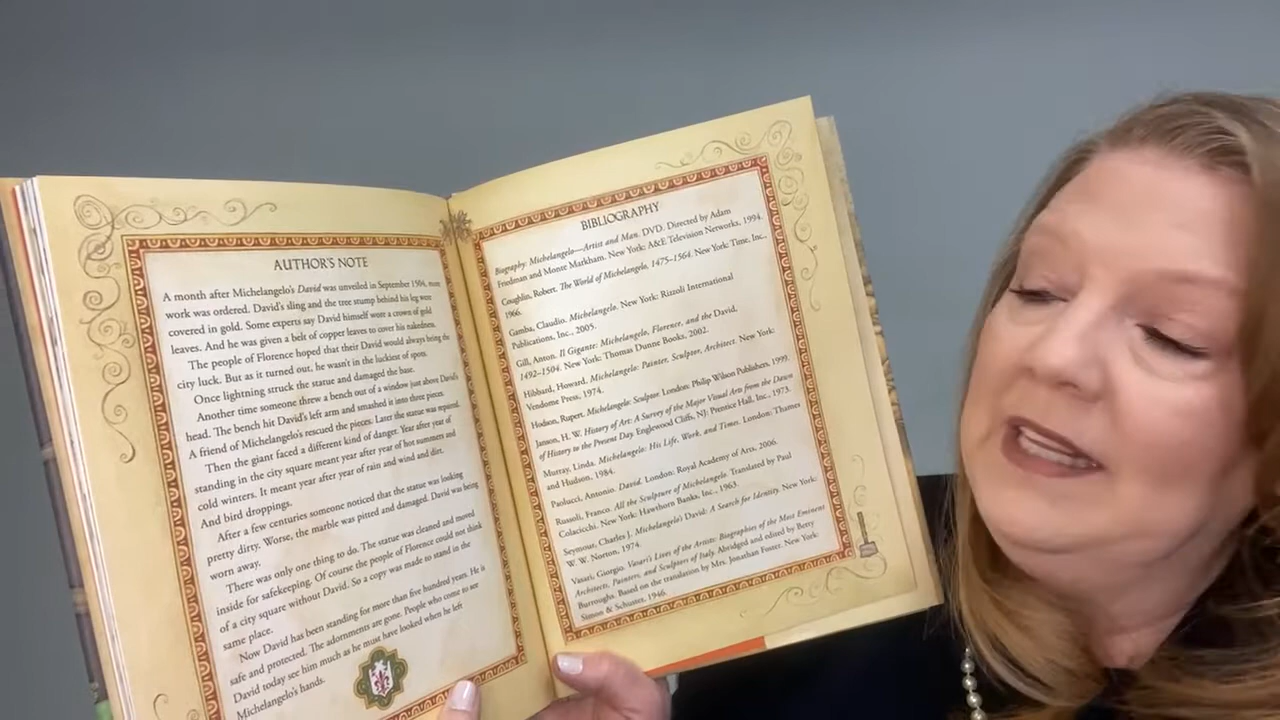 AUTHOR'S NOTE
A month after Michelangelo's David was unveiled in September 1504, more
work was ordered. David's sling and the tree stump behind his leg were
covered in gold. Some experts say David himself wore a crown of gold
leaves. And he was given a belt of copper leaves to cover his nakedness.
The people of Florence hoped that their David would always bring the
city luck. But as it turned out, he wasn't in the luckiest of spots.
Once lightning struck the statue and damaged the base.
Another time someone threw a bench out of a window just above David's
head. The bench hit David's left arm and smashed it into three pieces.
A friend of Michelangelo's rescued the pieces. Later the statue was repaired.
Then the giant faced a different kind of danger. Year after year of
standing in the city square meant year after year of hot summers and
cold winters. It meant year after year of rain and wind and dirt.
And bird droppings.
After a few centuries someone noticed that the statue was looking
pretty dirty. Worse, the marble was pitted and damaged. David was being
worn away.
There was only one thing to do. The statue was cleaned and moved
inside for safekeeping. Of course the people of Florence could not think
of a city square without David. So a copy was made to stand in the
same place.
Now David has been standing for more than five hundred years. He is
safe and protected. The adornments are gone. People who come to see
David today see him much as he must have looked when he left
Michelangelo's hands.
BIBLIOGRAPHY
Biography: Michelangelo—Artist and Man. DVD. Directed by Adam
Friedman and Monte Markham. New York: A&E Television Networks, 1994.
Coughlin, Robert. The World of Michelangelo, 1475–1564. New York: Time, Inc.,
1966.
Gamba, Claudio. Michelangelo. New York: Rizzoli International
Publications, Inc., 2005.
Gill, Anton. Il Gigante: Michelangelo, Florence, and the David,
1492–1504. New York: Thomas Dunne Books, 2002.
Hibbard, Howard. Michelangelo: Painter, Sculptor, Architect. New York:
Vendome Press, 1974.
Hodson, Rupert. Michelangelo: Sculptor. London: Philip Wilson Publishers, 1999.
Janson, H. W. History of Art: A Survey of the Major Visual Arts from the Dawn
of History to the Present Day. Englewood Cliffs, NJ: Prentice Hall, Inc., 1973.
Murray, Linda. Michelangelo: His Life, Work, and Times. London: Thames
and Hudson, 1984.
Paolucci, Antonio. David. London: Royal Academy of Arts, 2006.
Russoli, Franco. All the Sculpture of Michelangelo. Translated by Paul
Colacicchi. New York: Hawthorn Banks, Inc., 1963.
Seymour, Charles J. Michelangelo's David: A Search for Identity. New York:
W. W. Norton, 1974.
Vasari, Giorgio. Vasari's Lives of the Artists: Biographies of the Most Eminent
Architects, Painters, and Sculptors of Italy. Abridged and edited by Betty
Burroughs. Based on the translation by Mrs. Jonathan Foster. New York:
Simon & Schuster, 1946.